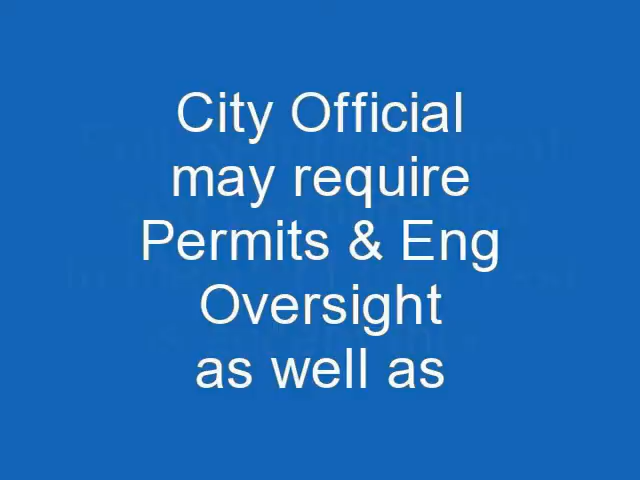 City Official
may require
Permits & Eng
Oversight
as well as